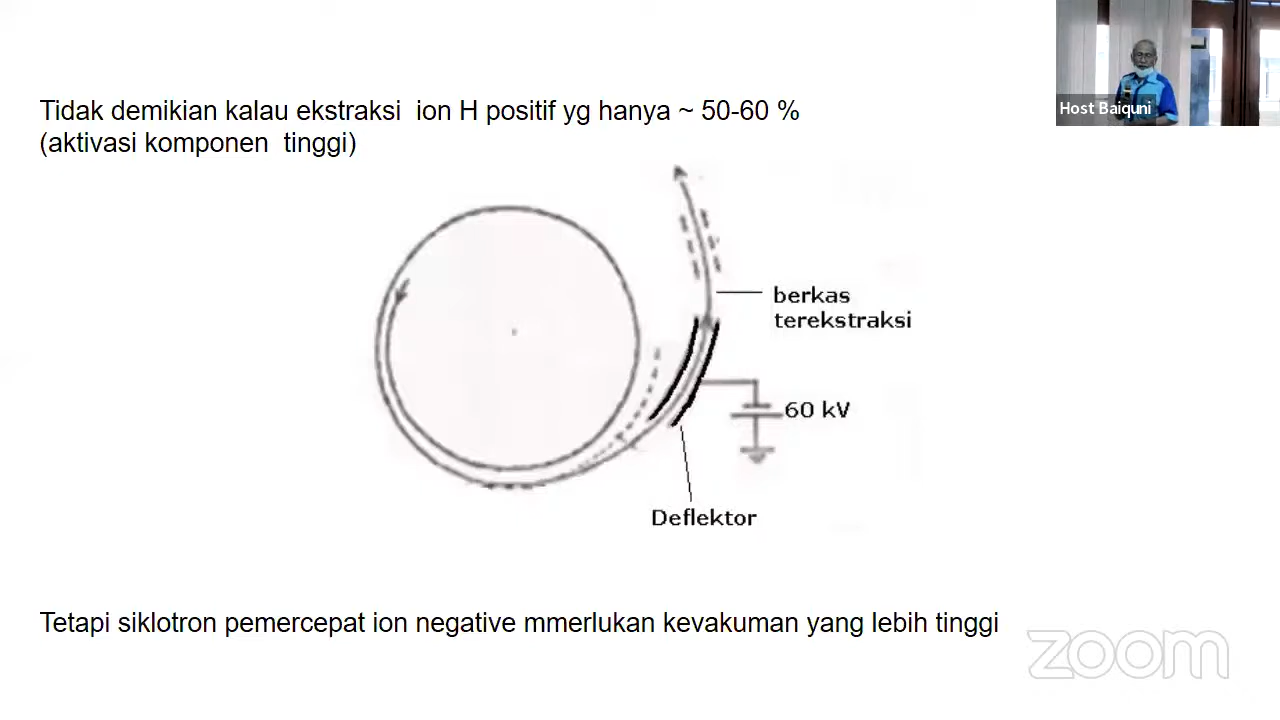 Host Baiquni
Tidak demikian kalau ekstraksi ion H positif yg hanya ~ 50-60 %
(aktivasi komponen tinggi)
berkas
terekstraksi
60 kV
Deflektor
Tetapi siklotron pemercepat ion negative mmerlukan kevakuman yang lebih tinggi
zoom